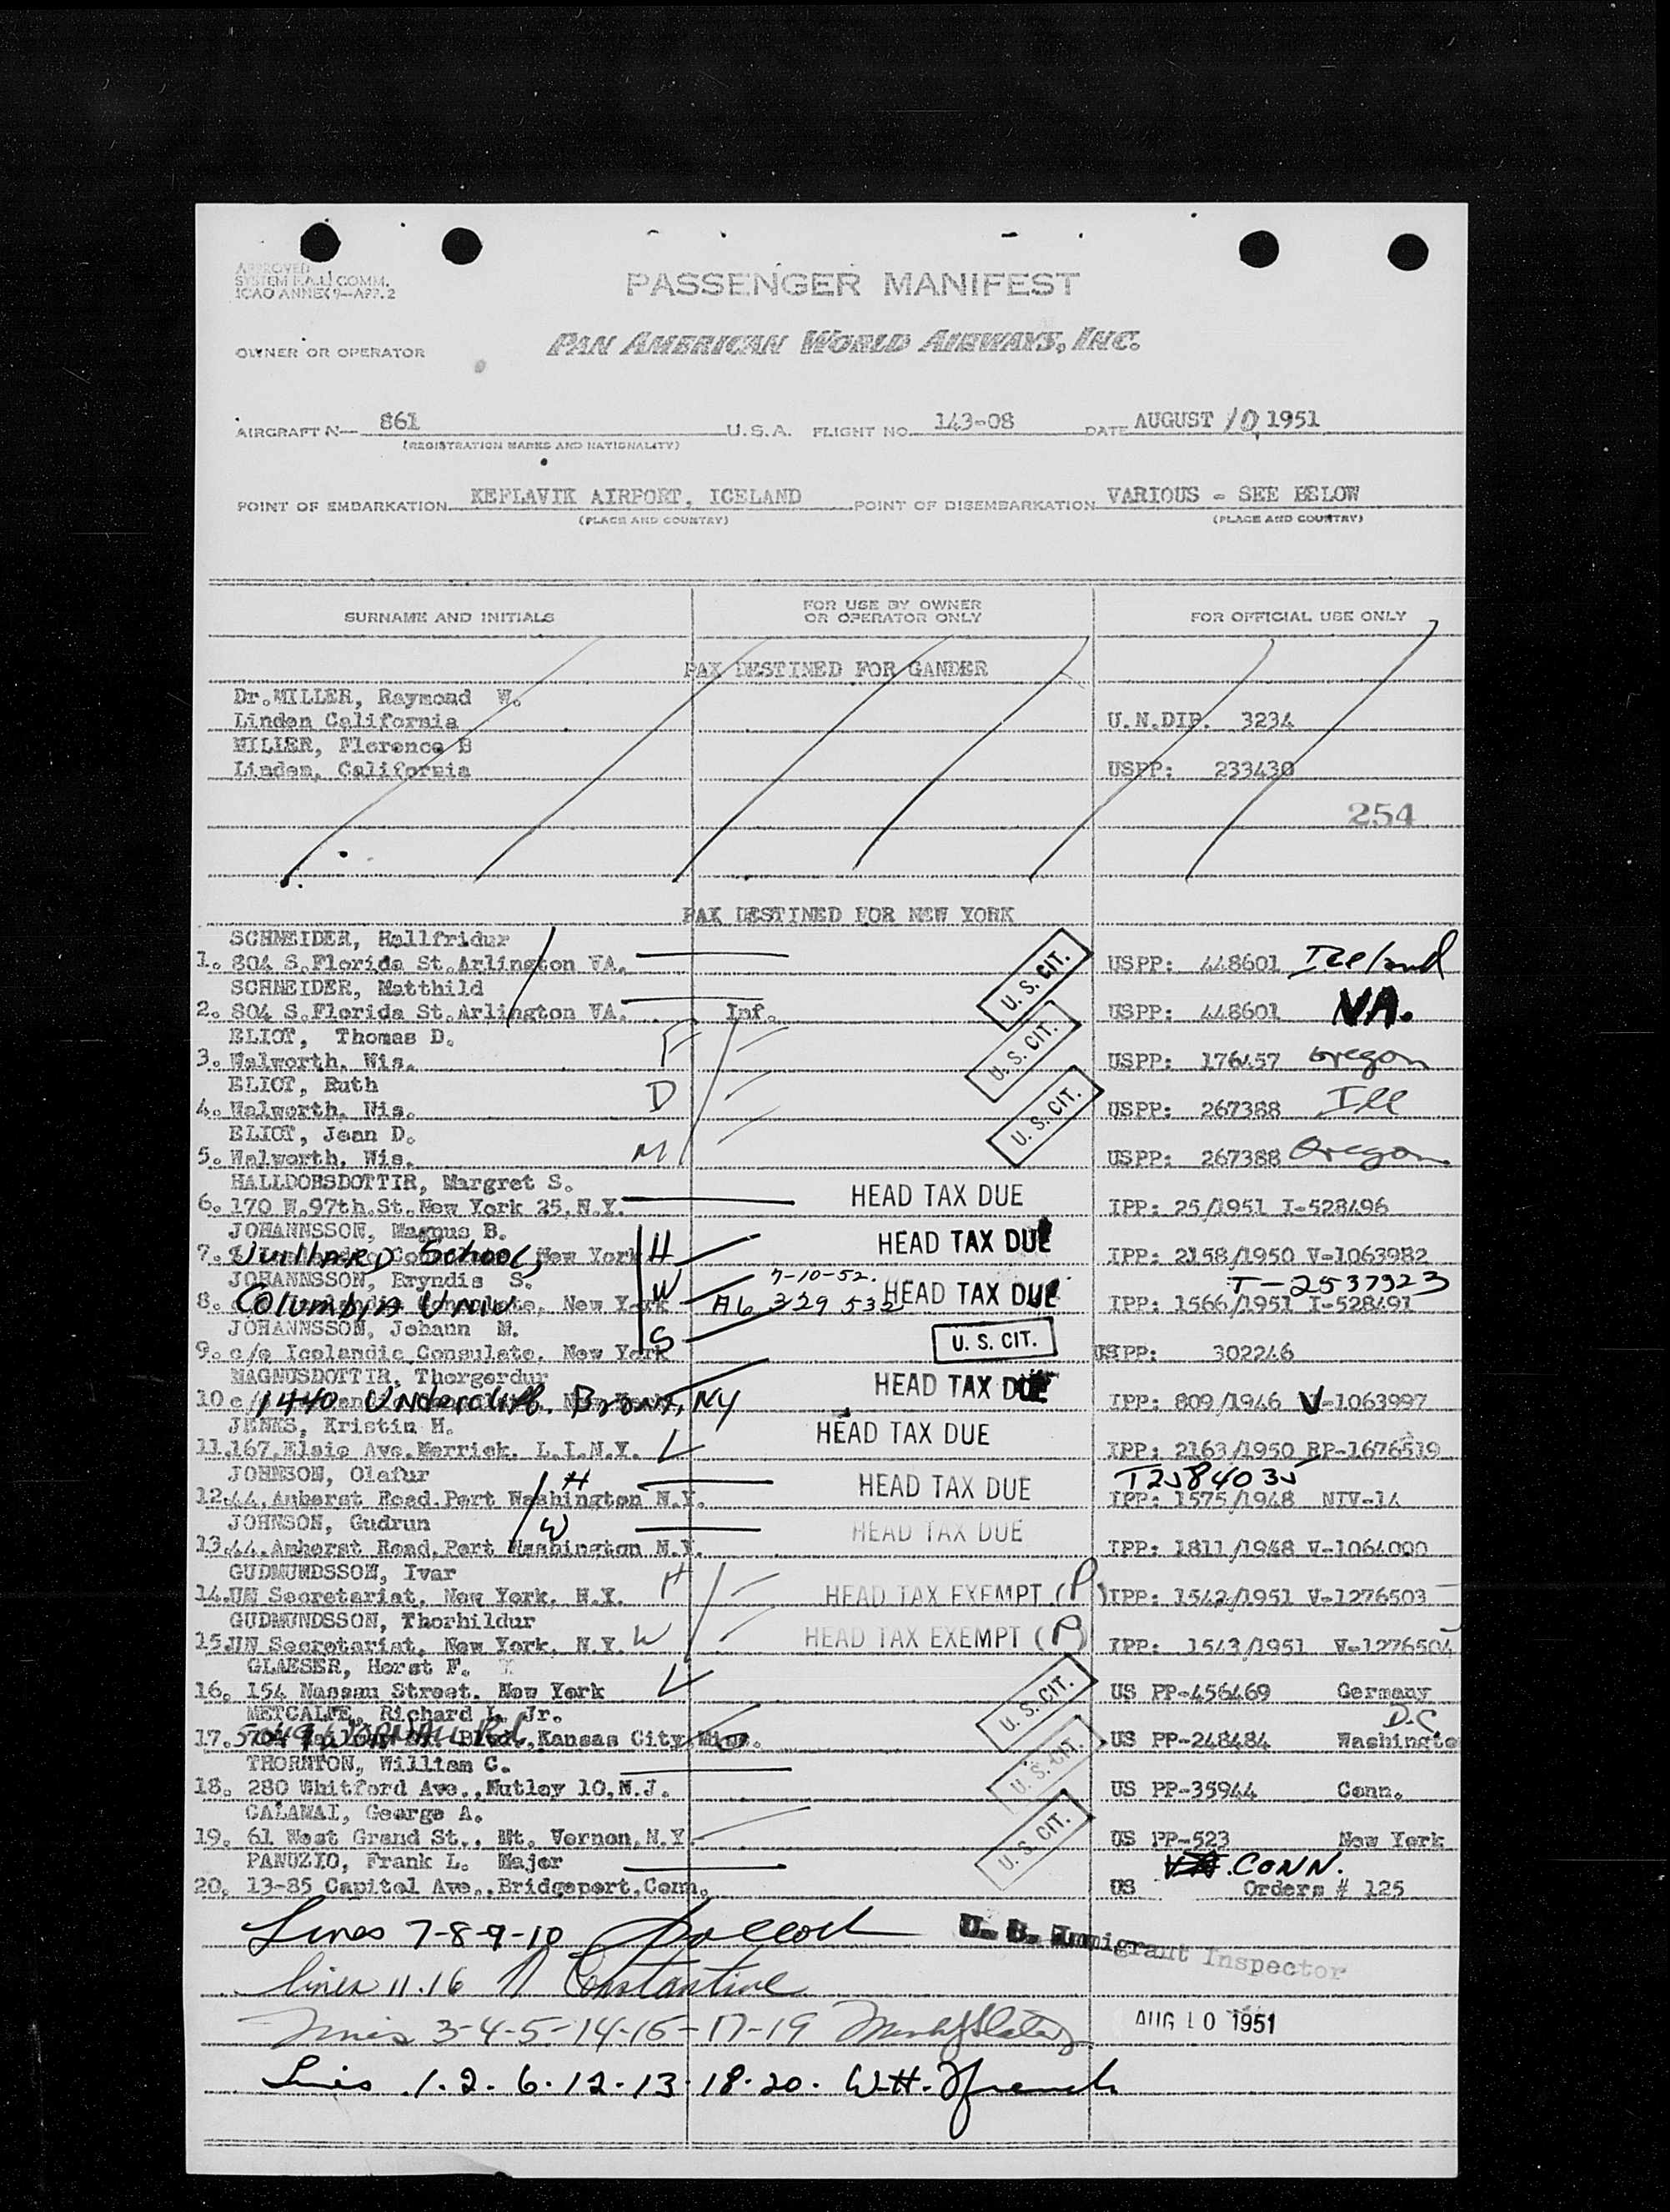 APPROVED
SYSTEM F.A.L. COMM.
ICAO ANNEX 9—APP. 2
PASSENGER MANIFEST
OWNER OR OPERATOR PAN AMERICAN WORLD AIRWAYS, INC.
AIRCRAFT N— 861 U.S.A. FLIGHT NO. 143-08 DATE AUGUST 10, 1951
(REGISTRATION MARKS AND NATIONALITY)
POINT OF EMBARKATION KEFLAVIK AIRPORT, ICELAND POINT OF DISEMBARKATION VARIOUS - SEE BELOW
(PLACE AND COUNTRY) (PLACE AND COUNTRY)
SURNAME AND INITIALS FOR USE BY OWNER OR OPERATOR ONLY FOR OFFICIAL USE ONLY
PAX DESTINED FOR GANDER
Dr. MILLER, Raymond W.
Linden California U.N.DIP. 3234
MILLER, Florence B
Linden, California USPP: 233430
254
PAX DESTINED FOR NEW YORK
SCHNEIDER, Hallfridur
1. 804 S.Florida St.Arlington VA. U. S. CIT. USPP: 448601 Iceland
SCHNEIDER, Matthild
2. 804 S.Florida St.Arlington VA. Inf. USPP: 448601 VA.
ELIOT, Thomas D.
3. Walworth, Wis. F U. S. CIT. USPP: 176457 Oregon
ELIOT, Ruth
4. Walworth, Wis. D USPP: 267388 Ill
ELIOT, Jean D.
5. Walworth, Wis. M U. S. CIT. USPP: 267388 Oregon
HALLDORSDOTTIR, Margret S.
6. 170 W.97th.St.New York 25,N.Y. HEAD TAX DUE IPP: 25/1951 I-528496
JOHANNSSON, Magnus B.
7. Juillard School, New York H HEAD TAX DUE IPP: 2158/1950 V-1063982
JOHANNSSON, Bryndis S. W 7-10-52. T-2537923
8. Columbia Univ New York A6 329 532 HEAD TAX DUE IPP: 1566/1951 I-528491
JOHANNSSON, Johann M.
9. c/o Icelandic Consulate, New York S U. S. CIT. USPP: 302246
MAGNUSDOTTIR, Thorgerdur
10 c/ 1440 Undercliff, Bronx, NY HEAD TAX DUE IPP: 809/1946 V-1063997
JENKS, Kristin H.
11.167,Elsie Ave.Merrick, L.I.N.Y. HEAD TAX DUE IPP: 2163/1950 RP-1676519
JOHNSON, Olafur H T2584035
12.44,Amherst Road,Port Washington N.Y. HEAD TAX DUE IPP: 1575/1948 NIV-14
JOHNSON, Gudrun W
13.44,Amherst Road,Port Washington N.Y. HEAD TAX DUE IPP: 1811/1948 V-1064000
GUDMUNDSSON, Ivar
14.UN Secretariat, New York, N.Y. H HEAD TAX EXEMPT (P) IPP: 1542/1951 V-1276503
GUDMUNDSSON, Thorhildur
15.UN Secretariat, New York, N.Y. W HEAD TAX EXEMPT (P) IPP: 1543/1951 V-1276504
GLAESER, Horst F.
16. 154 Nassau Street, New York U. S. CIT. US PP-456469 Germany
METCALFE, Richard L. Jr. D.C.
17. Kansas City, U. S. CIT. US PP-248484 Washingto
THORNTON, William C.
18. 280 Whitford Ave.,Nutley 10,N.J. US PP-35944 Conn.
CALAMAI, George A.
19. 61 West Grand St., Mt. Vernon,N.Y. U. S. CIT. US PP-523 New York
PANUZIO, Frank L. Major CONN.
20. 13-85 Capitol Ave.,Bridgeport,Conn. US Orders # 125
Lines 7-8-9-10
U. S. Immigrant Inspector
lines 11.16 Constantine
Lines 3-4-5-14-15-17-19
AUG 10 1951
Lines 1.2.6.12.13.18.20. W.H. French